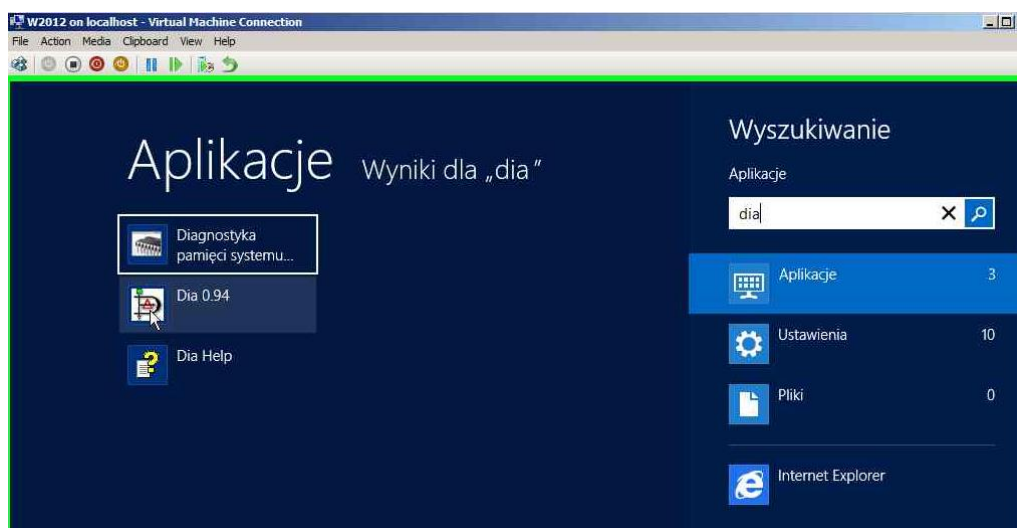 W2012 on localhost - Virtual Machine Connection
File Action Media Clipboard View Help
Aplikacje Wyniki dla „dia”
Diagnostyka
pamięci systemu...
Dia 0.94
Dia Help
Wyszukiwanie
Aplikacje
dia
Aplikacje 3
Ustawienia 10
Pliki 0
Internet Explorer